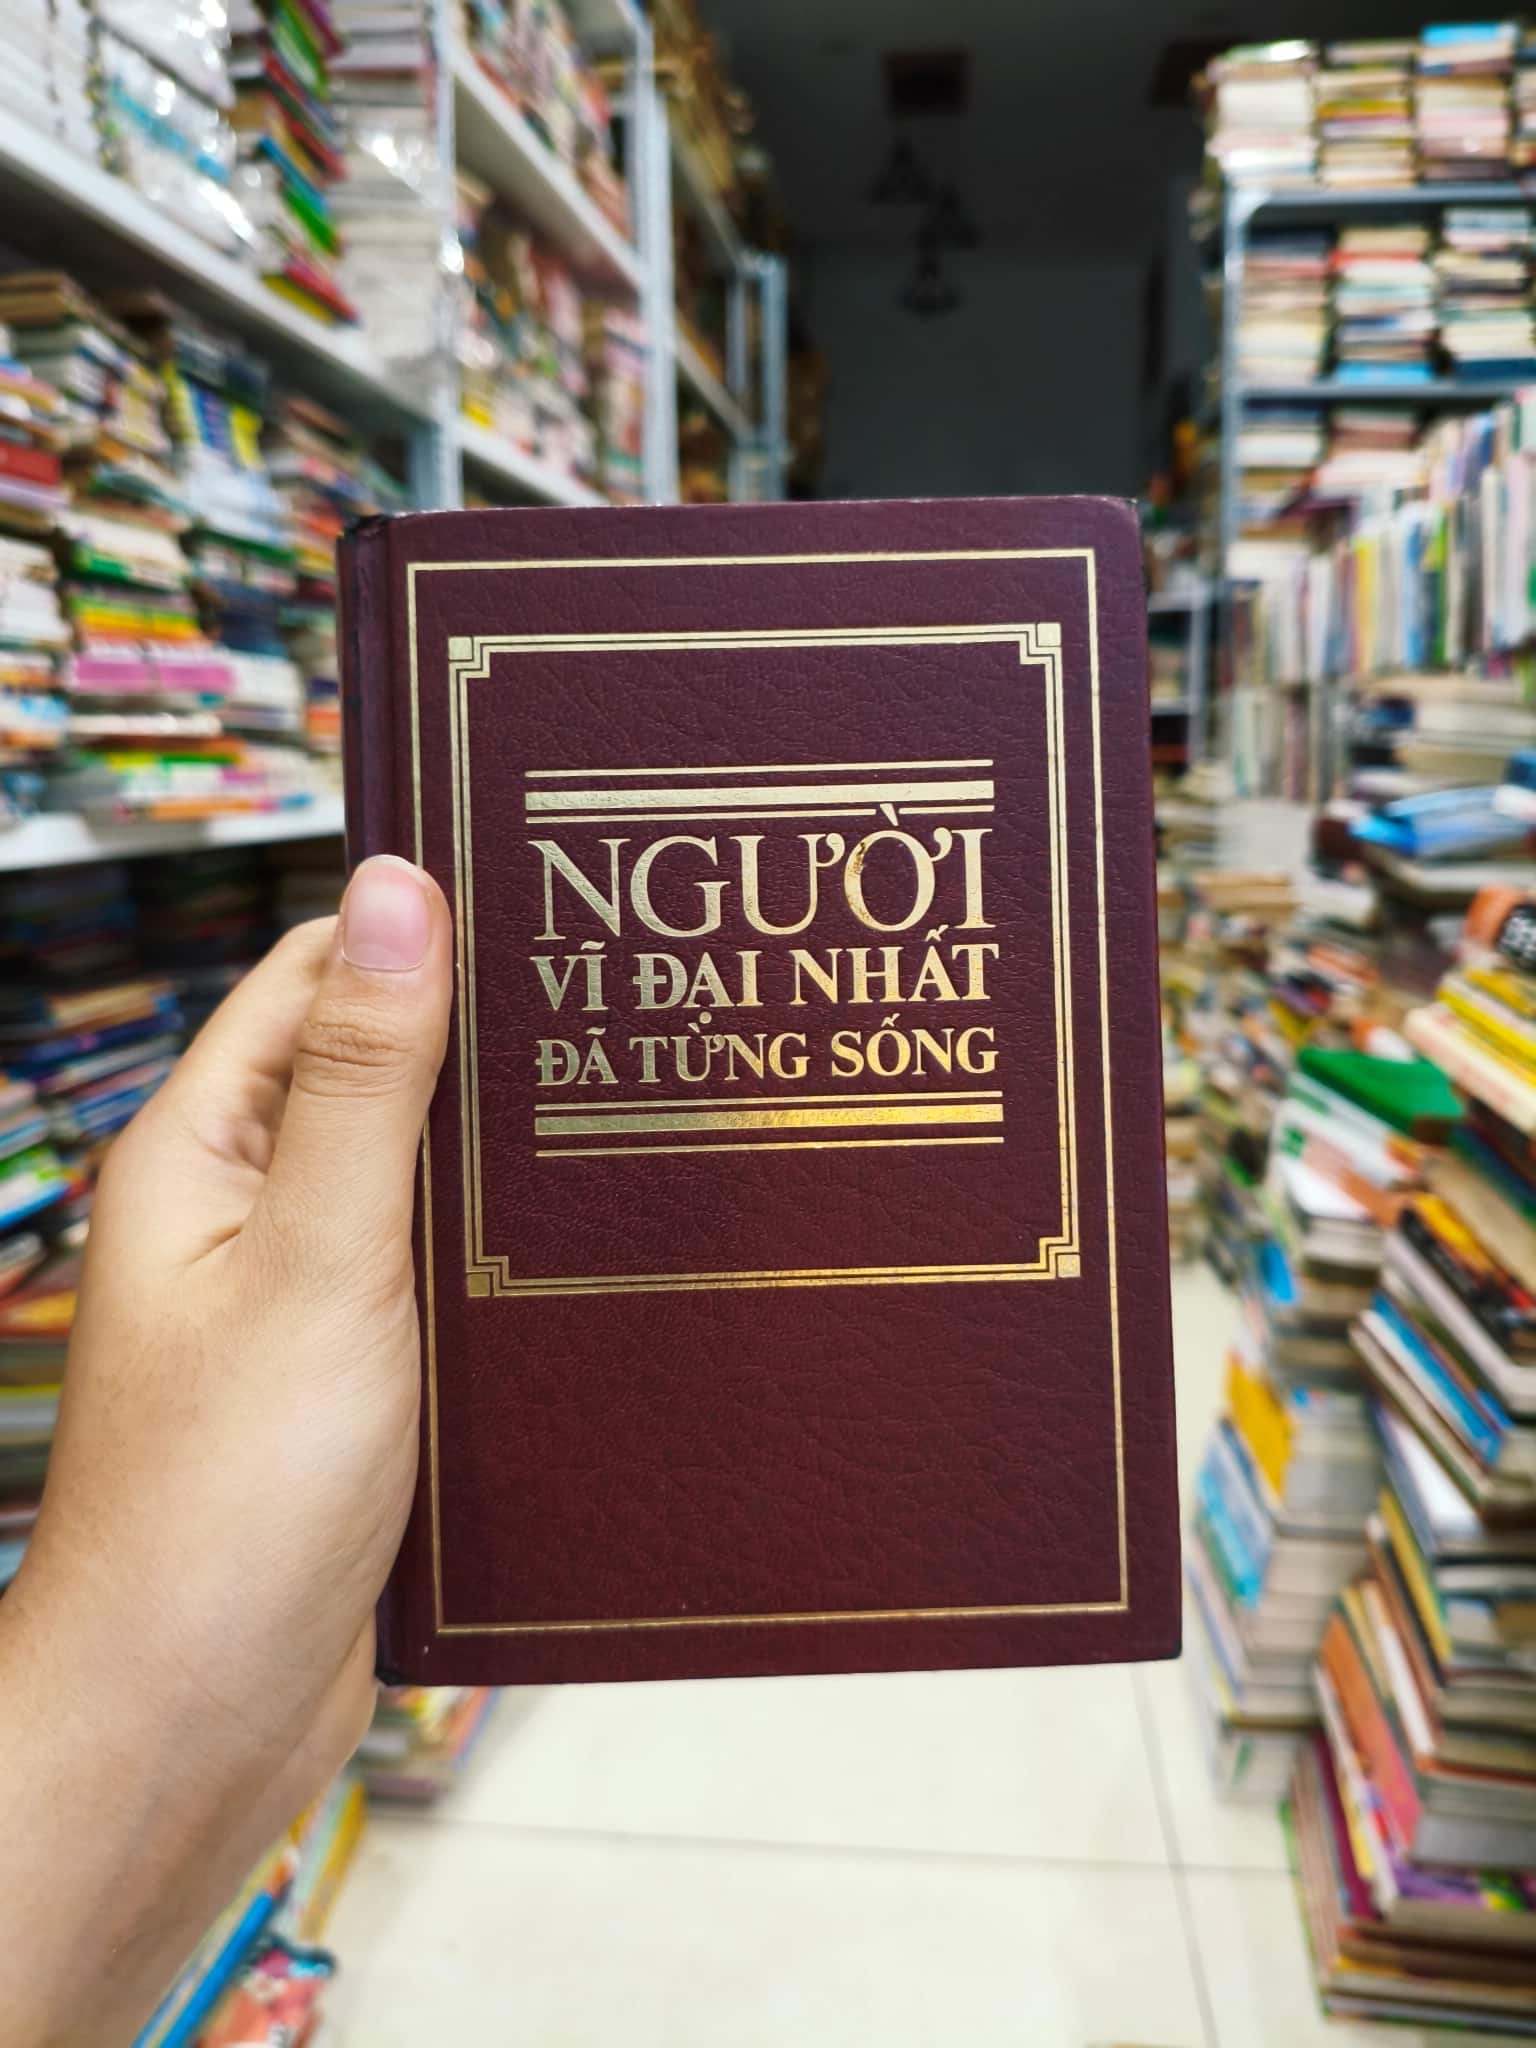 NGƯỜI
VĨ ĐẠI NHẤT
ĐÃ TỪNG SỐNG